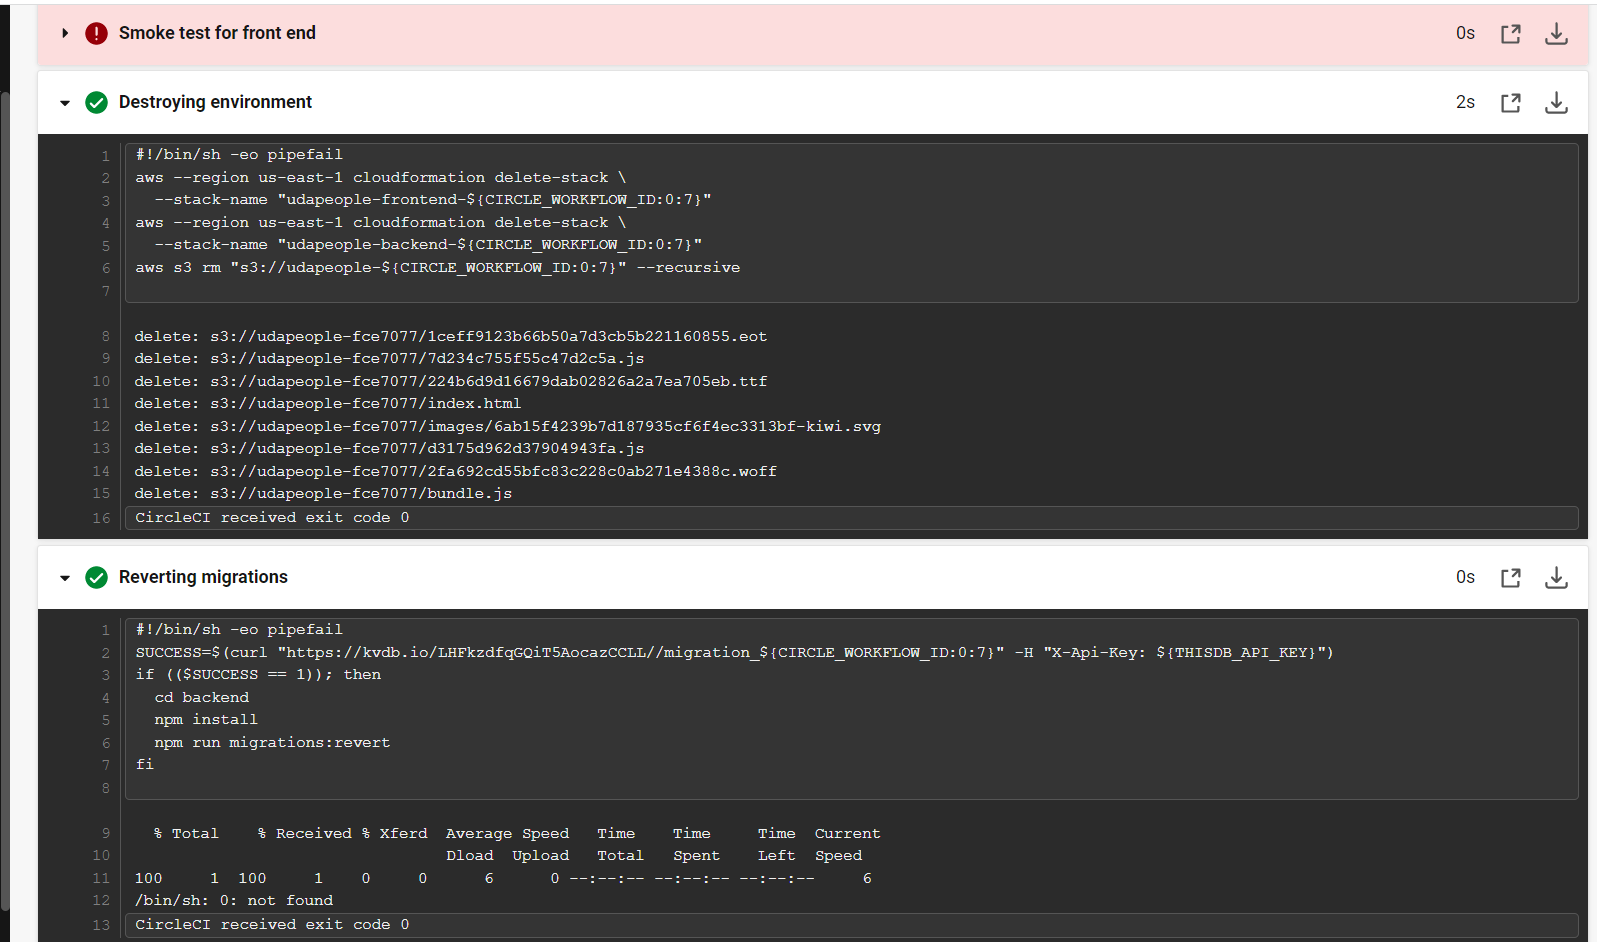 Smoke test for front end 0s
Destroying environment 2s
1 #!/bin/sh -eo pipefail
2 aws --region us-east-1 cloudformation delete-stack \
3 --stack-name "udapeople-frontend-${CIRCLE_WORKFLOW_ID:0:7}"
4 aws --region us-east-1 cloudformation delete-stack \
5 --stack-name "udapeople-backend-${CIRCLE_WORKFLOW_ID:0:7}"
6 aws s3 rm "s3://udapeople-${CIRCLE_WORKFLOW_ID:0:7}" --recursive
7
8 delete: s3://udapeople-fce7077/1ceff9123b66b50a7d3cb5b221160855.eot
9 delete: s3://udapeople-fce7077/7d234c755f55c47d2c5a.js
10 delete: s3://udapeople-fce7077/224b6d9d16679dab02826a2a7ea705eb.ttf
11 delete: s3://udapeople-fce7077/index.html
12 delete: s3://udapeople-fce7077/images/6ab15f4239b7d187935cf6f4ec3313bf-kiwi.svg
13 delete: s3://udapeople-fce7077/d3175d962d37904943fa.js
14 delete: s3://udapeople-fce7077/2fa692cd55bfc83c228c0ab271e4388c.woff
15 delete: s3://udapeople-fce7077/bundle.js
16 CircleCI received exit code 0
Reverting migrations 0s
1 #!/bin/sh -eo pipefail
2 SUCCESS=$(curl "https://kvdb.io/LHFkzdfqGQiT5AocazCCLL//migration_${CIRCLE_WORKFLOW_ID:0:7}" -H "X-Api-Key: ${THISDB_API_KEY}")
3 if (($SUCCESS == 1)); then
4 cd backend
5 npm install
6 npm run migrations:revert
7 fi
8
9 % Total % Received % Xferd Average Speed Time Time Time Current
10 Dload Upload Total Spent Left Speed
11 100 1 100 1 0 0 6 0 --:--:-- --:--:-- --:--:-- 6
12 /bin/sh: 0: not found
13 CircleCI received exit code 0